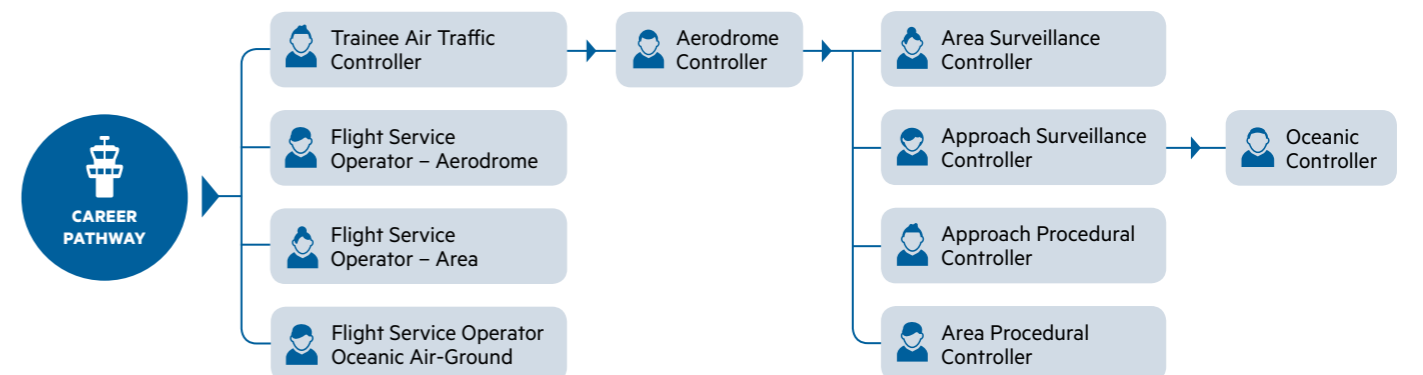 CAREER
PATHWAY
Trainee Air Traffic
Controller
Flight Service
Operator – Aerodrome
Flight Service
Operator – Area
Flight Service Operator
Oceanic Air-Ground
Aerodrome
Controller
Area Surveillance
Controller
Approach Surveillance
Controller
Approach Procedural
Controller
Area Procedural
Controller
Oceanic
Controller